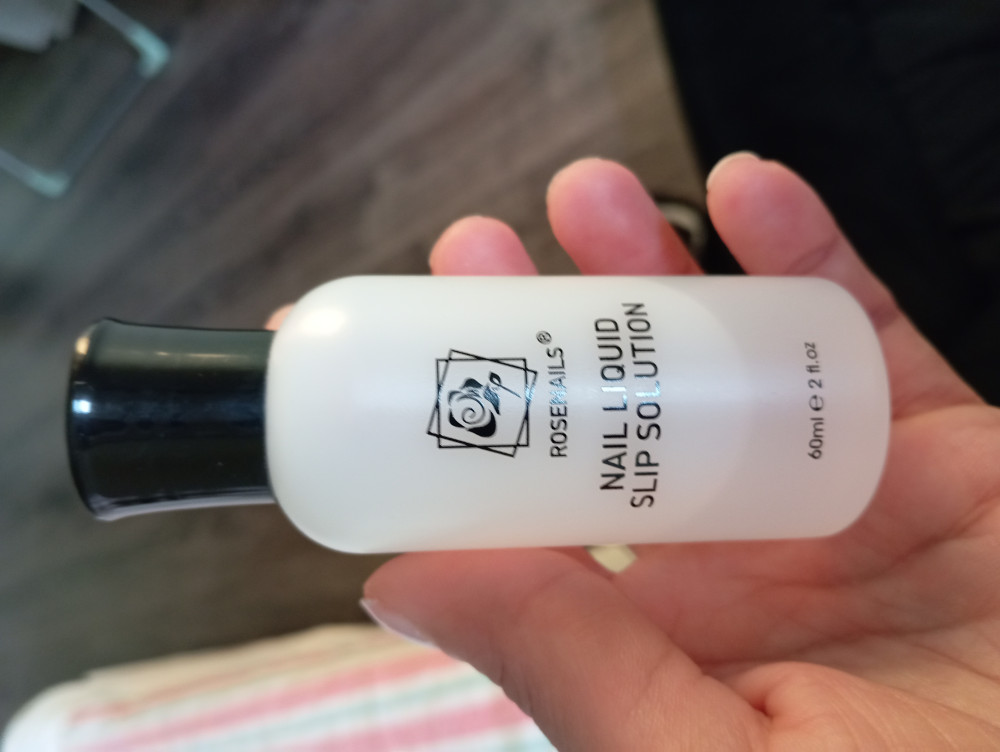 ROSENAILS®
NAIL LIQUID
SLIP SOLUTION
60ml ℮ 2 fl.oz